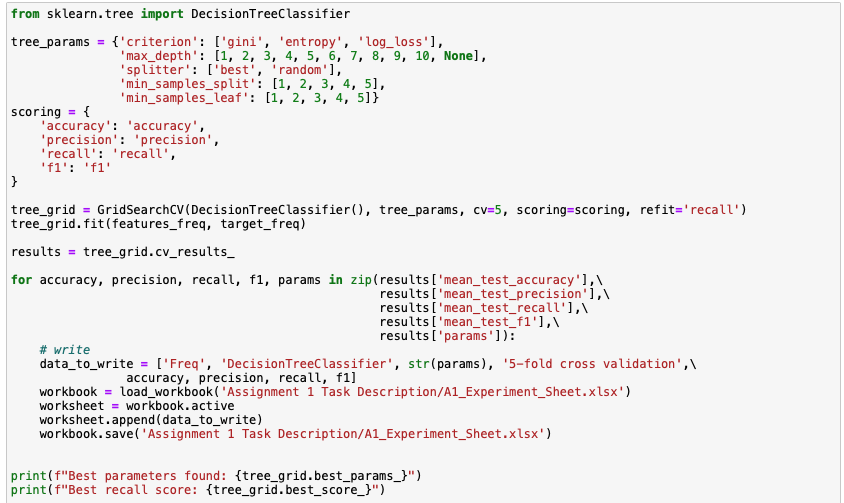 from sklearn.tree import DecisionTreeClassifier
tree_params = {'criterion': ['gini', 'entropy', 'log_loss'],
'max_depth': [1, 2, 3, 4, 5, 6, 7, 8, 9, 10, None],
'splitter': ['best', 'random'],
'min_samples_split': [1, 2, 3, 4, 5],
'min_samples_leaf': [1, 2, 3, 4, 5]}
scoring = {
'accuracy': 'accuracy',
'precision': 'precision',
'recall': 'recall',
'f1': 'f1'
}
tree_grid = GridSearchCV(DecisionTreeClassifier(), tree_params, cv=5, scoring=scoring, refit='recall')
tree_grid.fit(features_freq, target_freq)
results = tree_grid.cv_results_
for accuracy, precision, recall, f1, params in zip(results['mean_test_accuracy'],\
results['mean_test_precision'],\
results['mean_test_recall'],\
results['mean_test_f1'],\
results['params']):
# write
data_to_write = ['Freq', 'DecisionTreeClassifier', str(params), '5-fold cross validation',\
accuracy, precision, recall, f1]
workbook = load_workbook('Assignment 1 Task Description/A1_Experiment_Sheet.xlsx')
worksheet = workbook.active
worksheet.append(data_to_write)
workbook.save('Assignment 1 Task Description/A1_Experiment_Sheet.xlsx')
print(f"Best parameters found: {tree_grid.best_params_}")
print(f"Best recall score: {tree_grid.best_score_}")